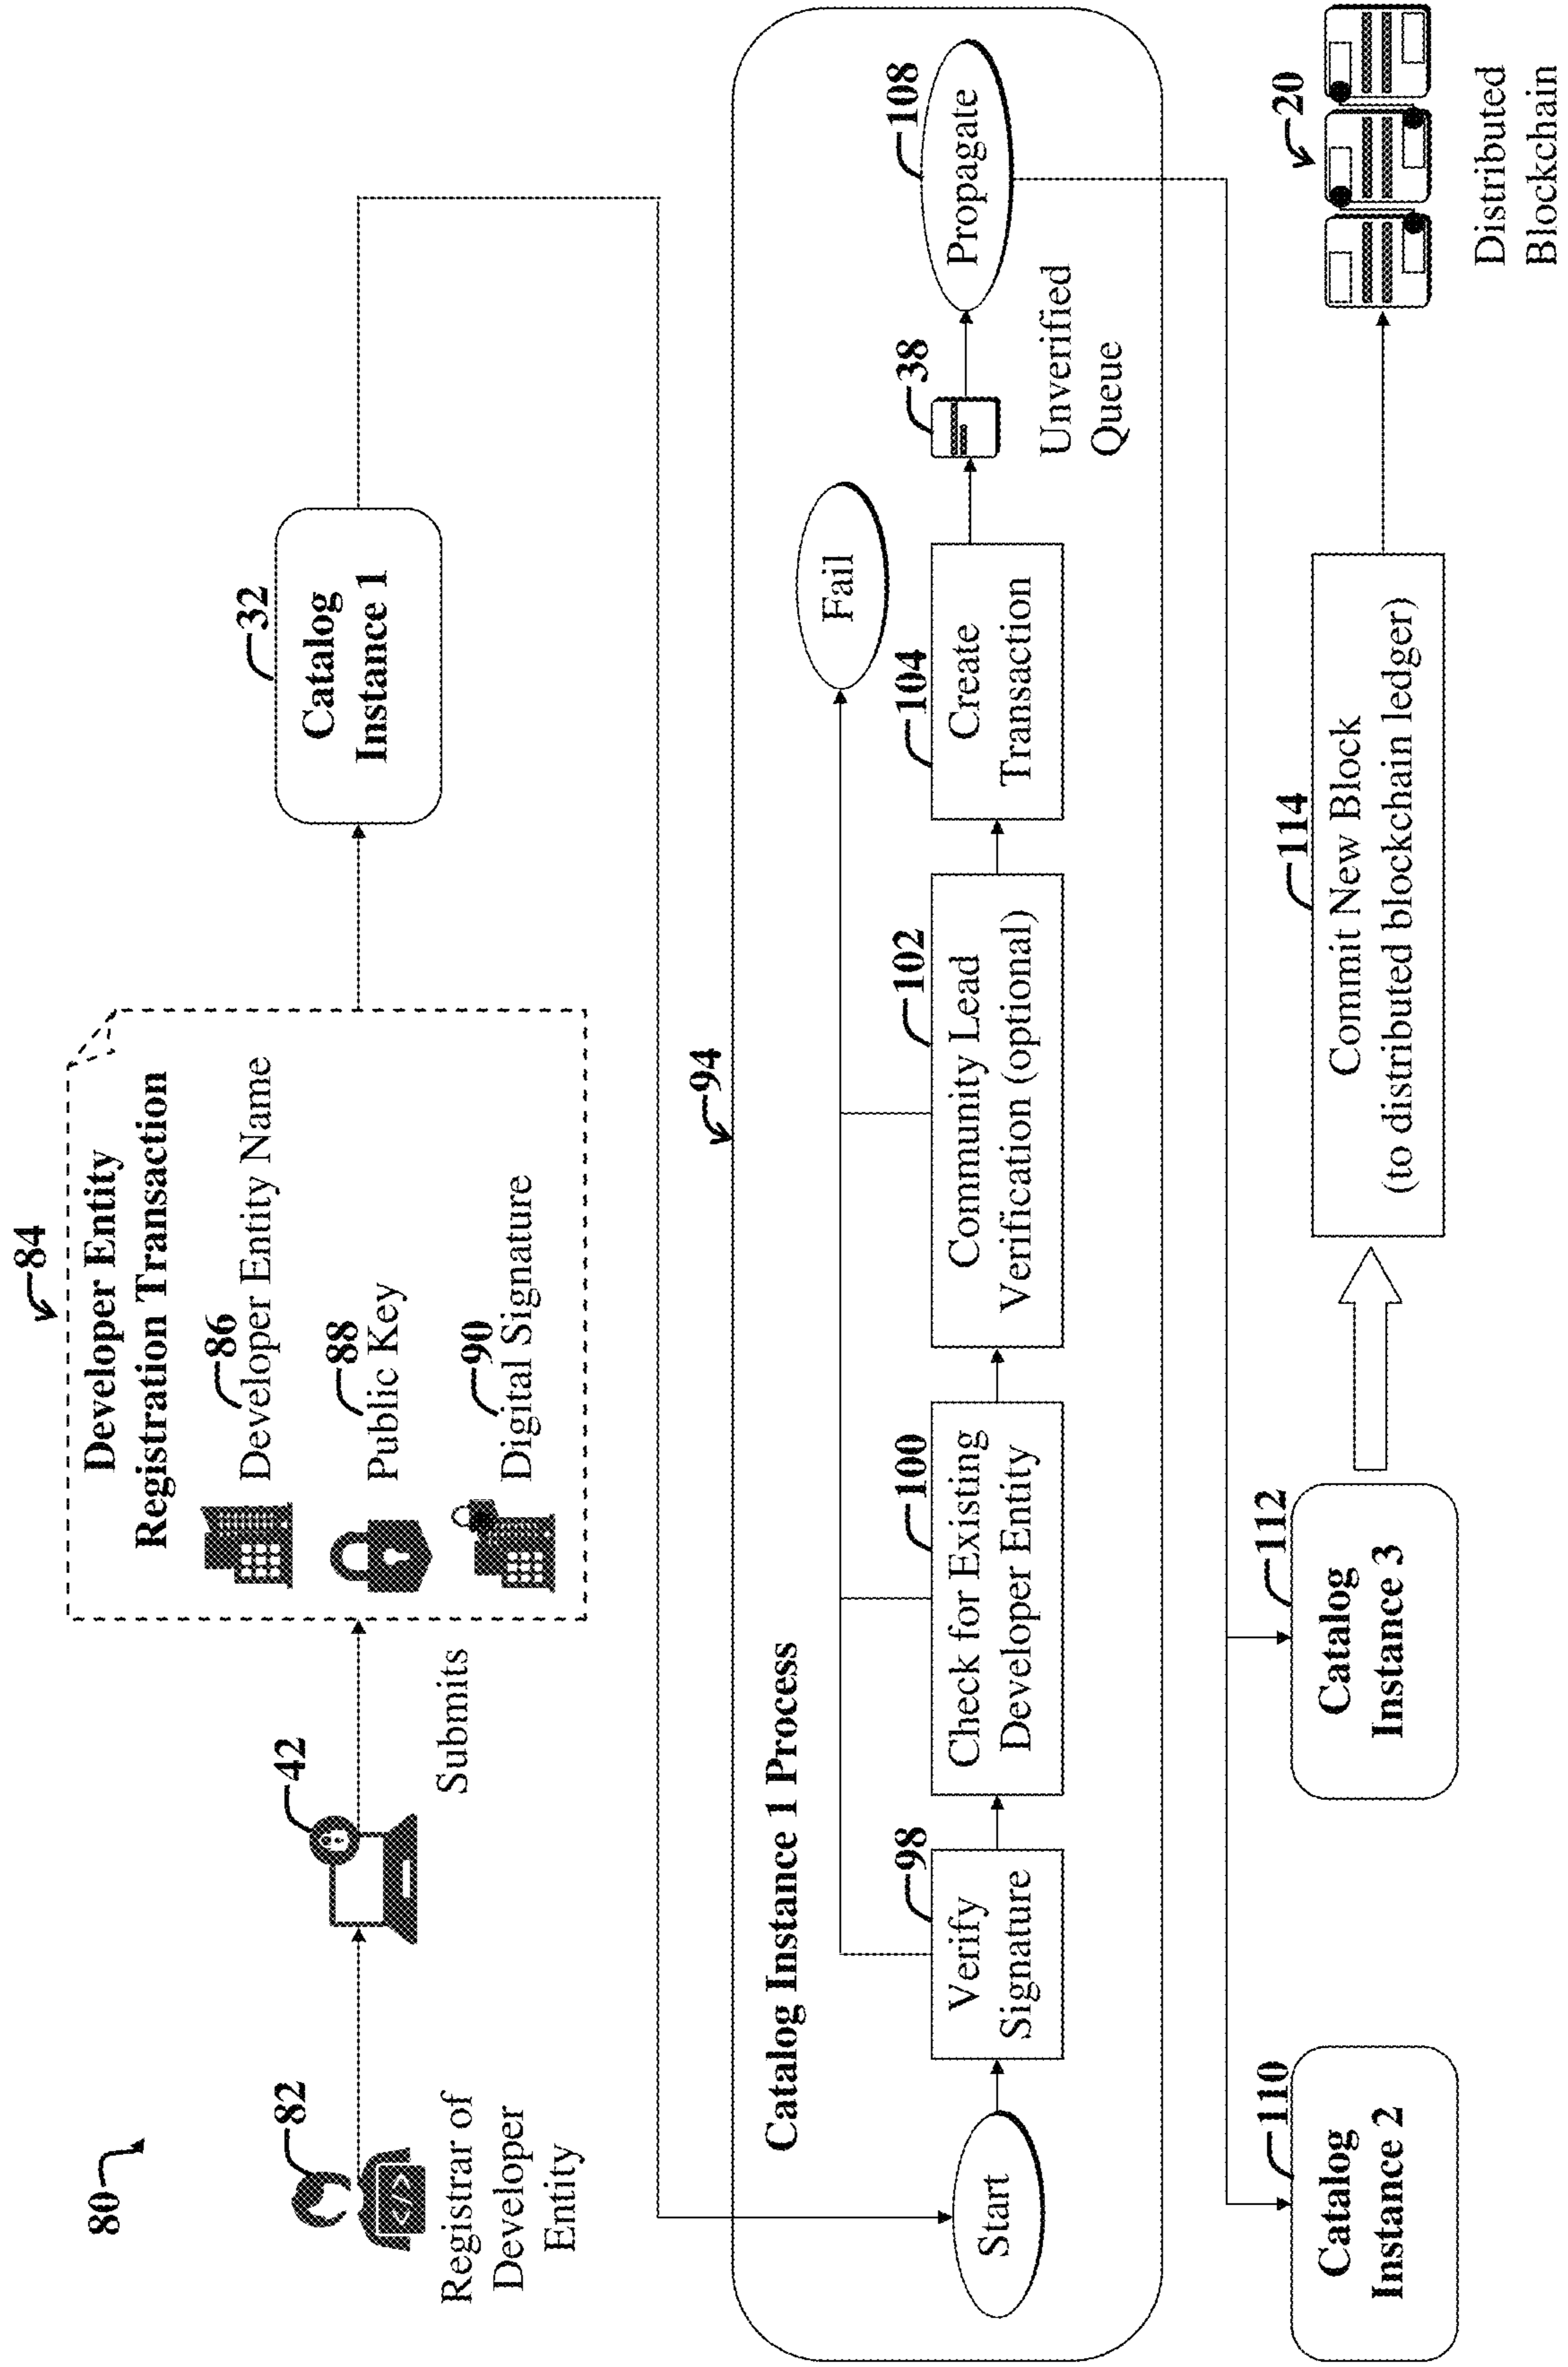 80
82
Registrar of
Developer
Entity
42
Submits
84
Developer Entity
Registration Transaction
86
Developer Entity Name
88
Public Key
90
Digital Signature
32
Catalog
Instance 1
94
Catalog Instance 1 Process
Start
98
Verify
Signature
100
Check for Existing
Developer Entity
102
Community Lead
Verification (optional)
Fail
104
Create
Transaction
38
Unverified
Queue
108
Propagate
110
Catalog
Instance 2
112
Catalog
Instance 3
114
Commit New Block
(to distributed blockchain ledger)
20
Distributed
Blockchain